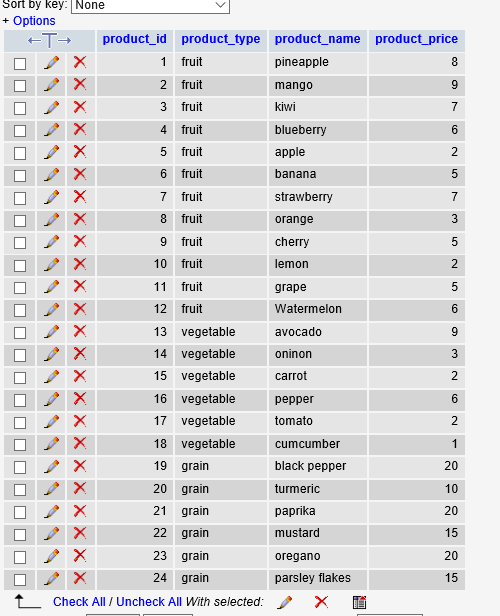 Sort by key: None
+ Options
←T→ product_id product_type product_name product_price
1 fruit pineapple 8
2 fruit mango 9
3 fruit kiwi 7
4 fruit blueberry 6
5 fruit apple 2
6 fruit banana 5
7 fruit strawberry 7
8 fruit orange 3
9 fruit cherry 5
10 fruit lemon 2
11 fruit grape 5
12 fruit Watermelon 6
13 vegetable avocado 9
14 vegetable oninon 3
15 vegetable carrot 2
16 vegetable pepper 6
17 vegetable tomato 2
18 vegetable cumcumber 1
19 grain black pepper 20
20 grain turmeric 10
21 grain paprika 20
22 grain mustard 15
23 grain oregano 20
24 grain parsley flakes 15
Check All / Uncheck All With selected: